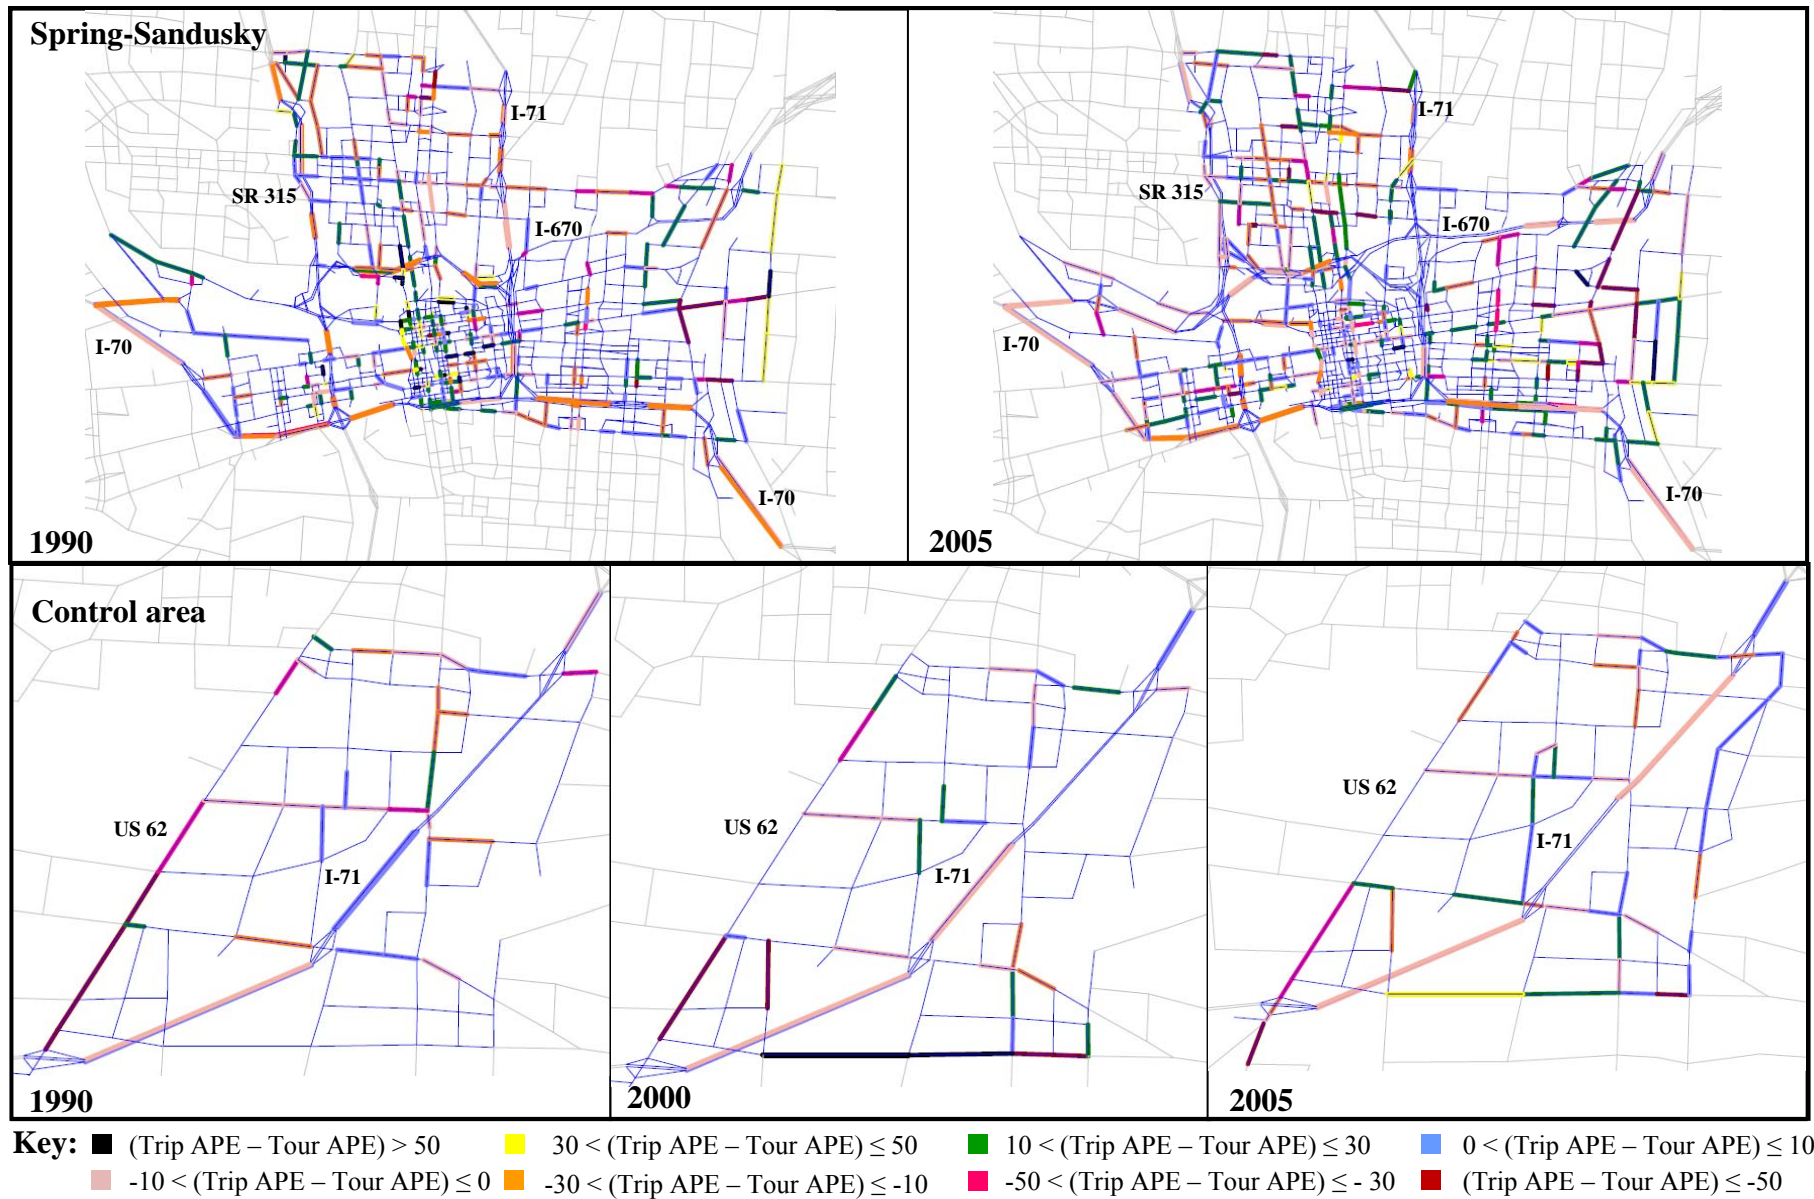 Spring-Sandusky
I-71
SR 315
I-670
I-70
I-70
1990
I-71
SR 315
I-670
I-70
I-70
2005
Control area
US 62
I-71
1990
US 62
I-71
2000
US 62
I-71
2005
Key:
(Trip APE – Tour APE) > 50
30 < (Trip APE – Tour APE) ≤ 50
10 < (Trip APE – Tour APE) ≤ 30
0 < (Trip APE – Tour APE) ≤ 10
-10 < (Trip APE – Tour APE) ≤ 0
-30 < (Trip APE – Tour APE) ≤ -10
-50 < (Trip APE – Tour APE) ≤ - 30
(Trip APE – Tour APE) ≤ -50